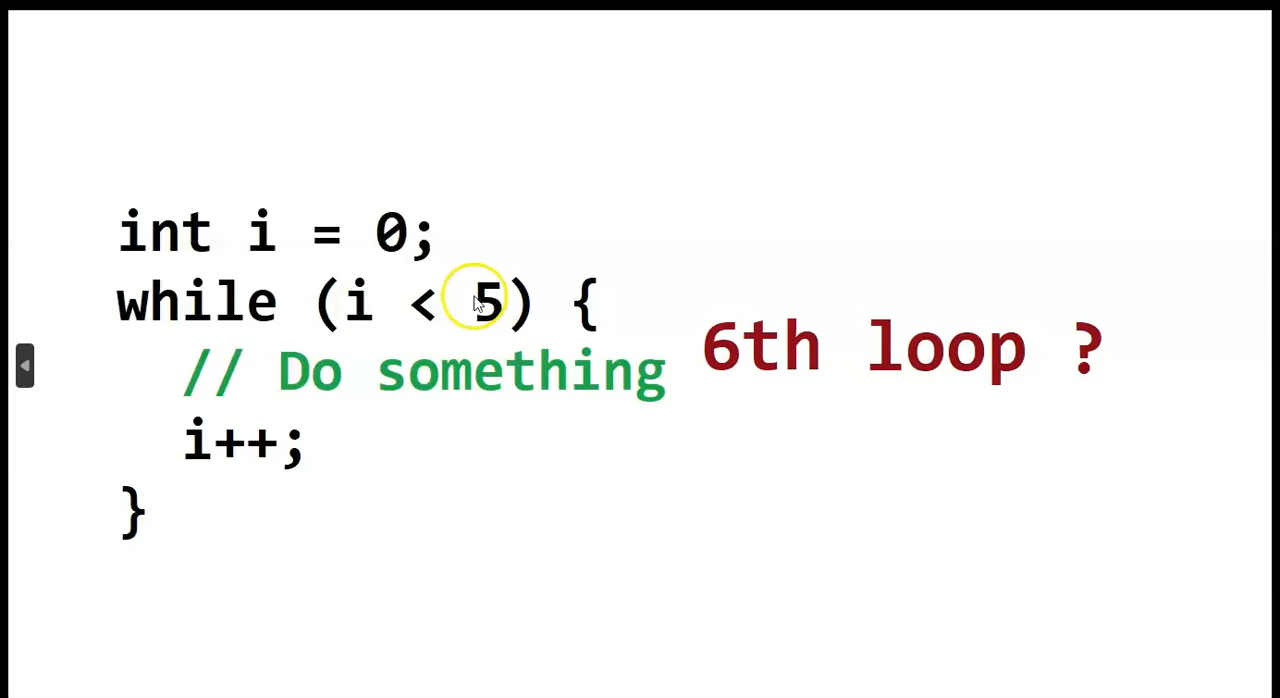 int i = 0;
while (i < 5) {
// Do something
i++;
}
6th loop ?